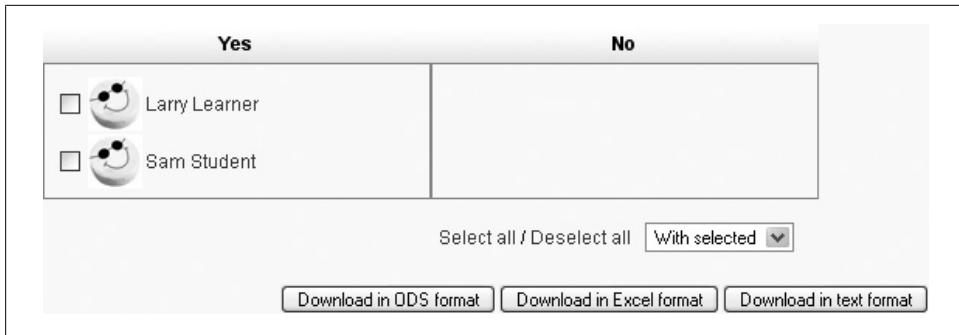 Yes No
Larry Learner
Sam Student
Select all / Deselect all With selected
Download in ODS format Download in Excel format Download in text format